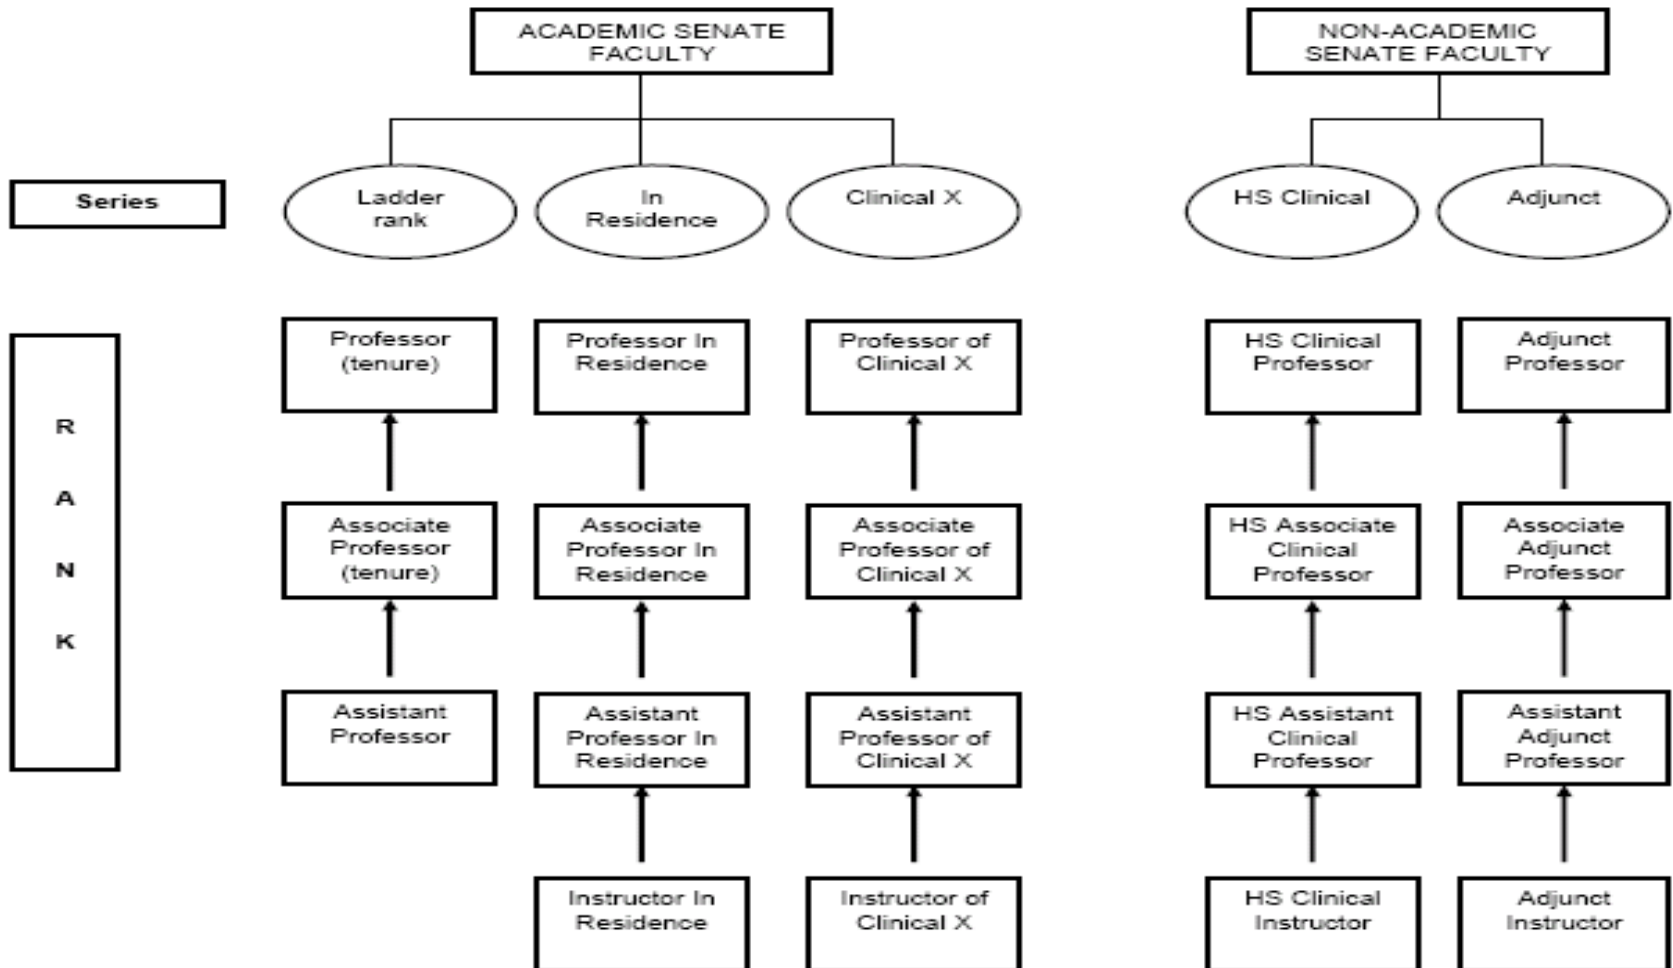 ACADEMIC SENATE
FACULTY
NON-ACADEMIC
SENATE FACULTY
Series
Ladder
rank
In
Residence
Clinical X
HS Clinical
Adjunct
R
A
N
K
Professor
(tenure)
Professor In
Residence
Professor of
Clinical X
HS Clinical
Professor
Adjunct
Professor
Associate
Professor
(tenure)
Associate
Professor In
Residence
Associate
Professor of
Clinical X
HS Associate
Clinical
Professor
Associate
Adjunct
Professor
Assistant
Professor
Assistant
Professor In
Residence
Assistant
Professor of
Clinical X
HS Assistant
Clinical
Professor
Assistant
Adjunct
Professor
Instructor In
Residence
Instructor of
Clinical X
HS Clinical
Instructor
Adjunct
Instructor